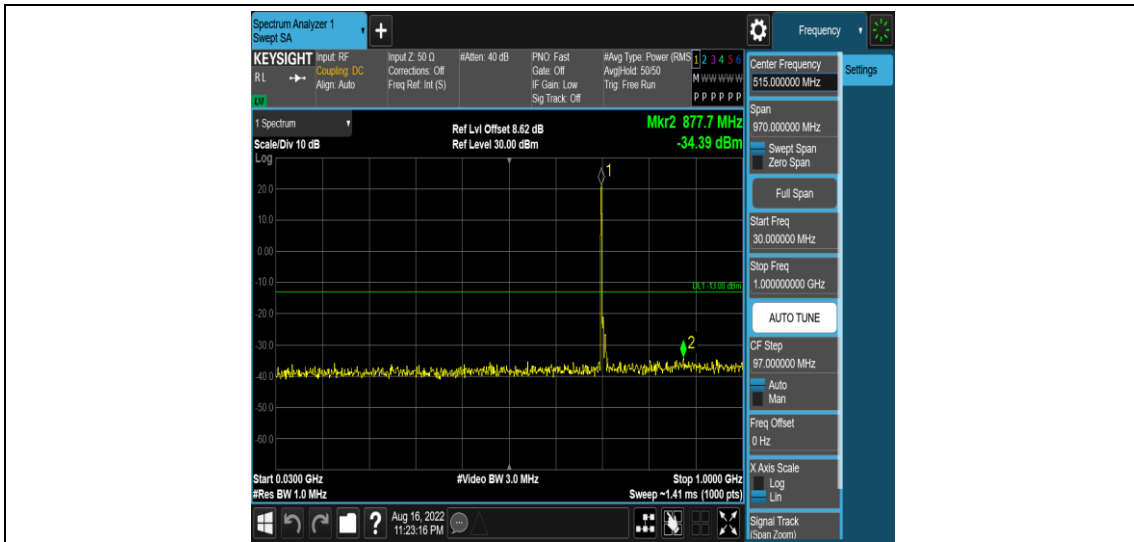 Spectrum Analyzer 1
Swept SA
Frequency
KEYSIGHT
RL
LXI
Input: RF
Coupling: DC
Align: Auto
Input Z: 50 Ω
Corrections: Off
Freq Ref: Int (S)
#Atten: 40 dB
PNO: Fast
Gate: Off
IF Gain: Low
Sig Track: Off
#Avg Type: Power (RMS
Avg|Hold: 50/50
Trig: Free Run
1 2 3 4 5 6
M W W W W W
P P P P P P
1 Spectrum
Scale/Div 10 dB
Ref Lvl Offset 8.62 dB
Ref Level 30.00 dBm
Mkr2 877.7 MHz
-34.39 dBm
Log
1
20.0
10.0
0.00
-10.0
DL1 -13.00 dBm
-20.0
-30.0
2
-40.0
-50.0
-60.0
Start 0.0300 GHz
#Res BW 1.0 MHz
#Video BW 3.0 MHz
Stop 1.0000 GHz
Sweep ~1.41 ms (1000 pts)
Center Frequency
515.000000 MHz
Settings
Span
970.000000 MHz
Swept Span
Zero Span
Full Span
Start Freq
30.000000 MHz
Stop Freq
1.000000000 GHz
AUTO TUNE
CF Step
97.000000 MHz
Auto
Man
Freq Offset
0 Hz
X Axis Scale
Log
Lin
Signal Track
(Span Zoom)
?
Aug 16, 2022
11:23:16 PM